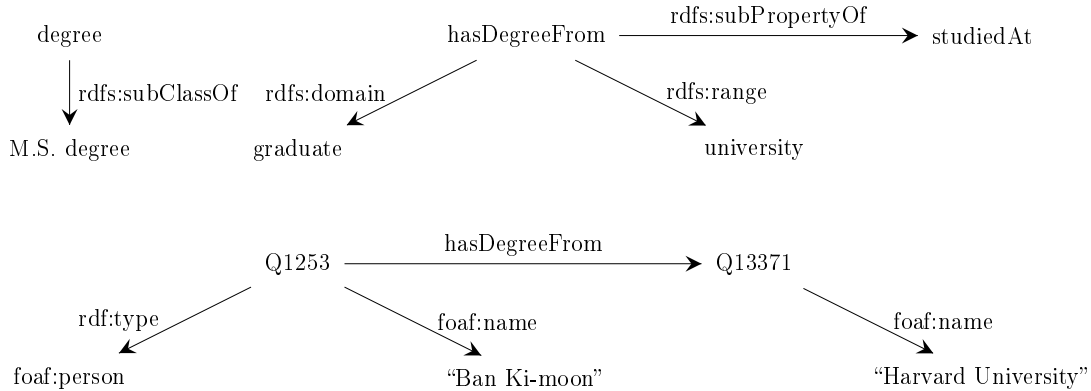 rdfs:subPropertyOf
degree
hasDegreeFrom
studiedAt
rdfs:subClassOf
rdfs:domain
rdfs:range
M.S. degree
graduate
university
hasDegreeFrom
Q1253
Q13371
rdf:type
foaf:name
foaf:name
foaf:person
“Ban Ki-moon”
“Harvard University”